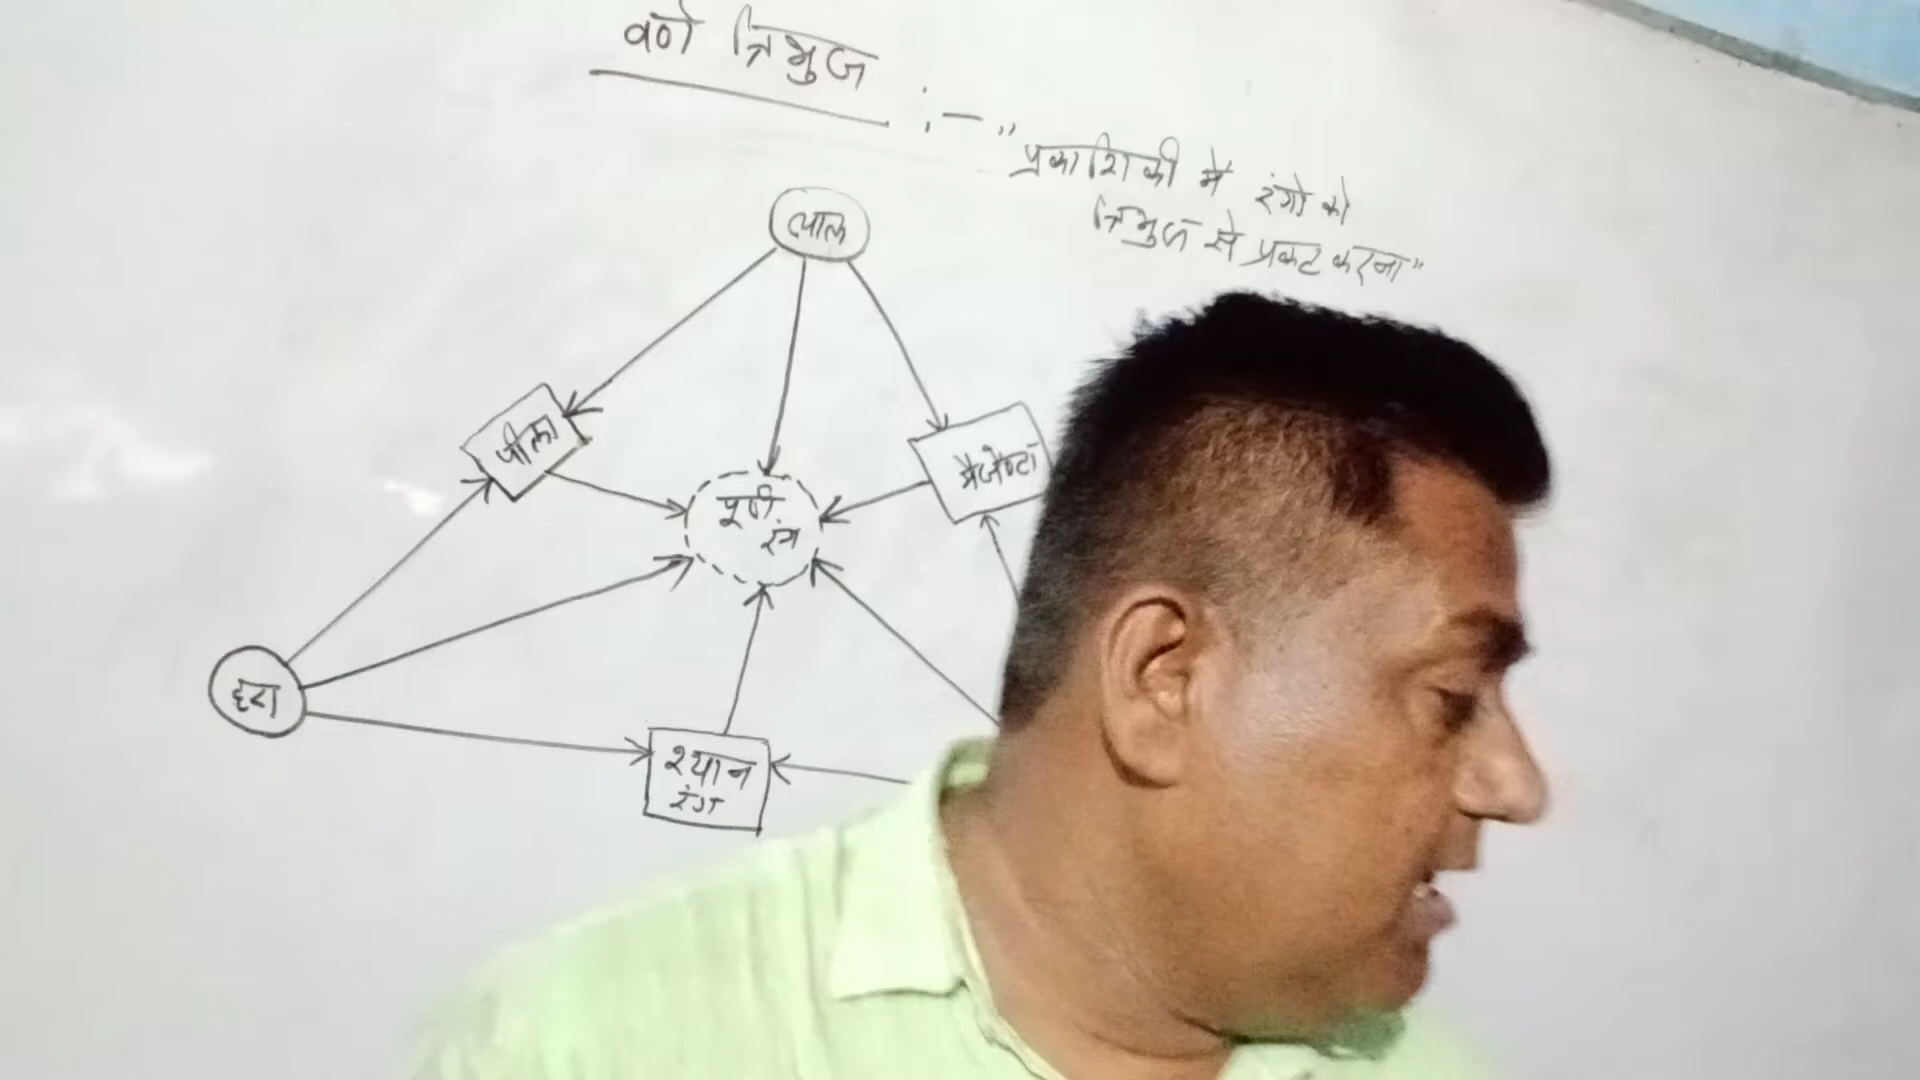 वर्ण त्रिभुज :- "
प्रकाशिकी में रंगो को
त्रिभुज से प्रकट करना"
लाल
पीला
मैजेण्टा
पूर्ण
रंग
हरा
श्यान
रंग